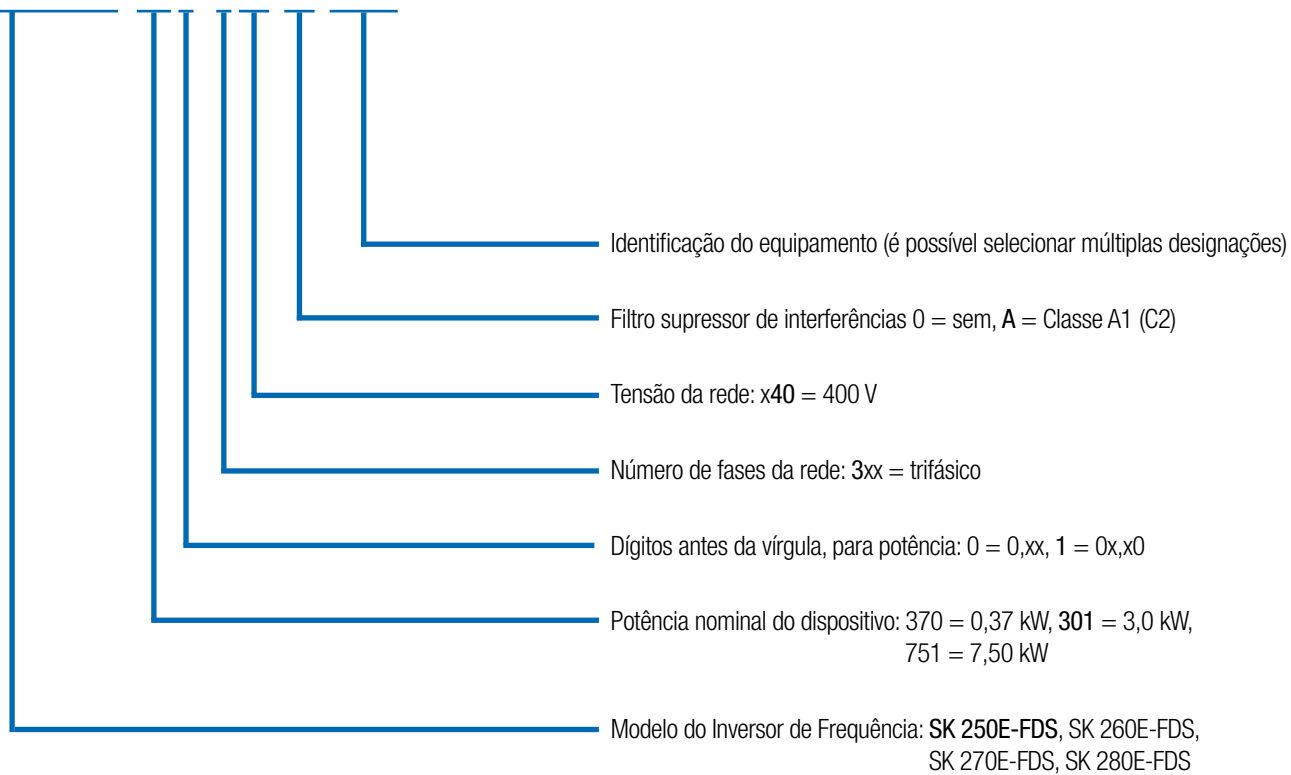 Identificação do equipamento (é possível selecionar múltiplas designações)
Filtro supressor de interferências 0 = sem, A = Classe A1 (C2)
Tensão da rede: x40 = 400 V
Número de fases da rede: 3xx = trifásico
Dígitos antes da vírgula, para potência: 0 = 0,xx, 1 = 0x,x0
Potência nominal do dispositivo: 370 = 0,37 kW, 301 = 3,0 kW,
751 = 7,50 kW
Modelo do Inversor de Frequência: SK 250E-FDS, SK 260E-FDS,
SK 270E-FDS, SK 280E-FDS